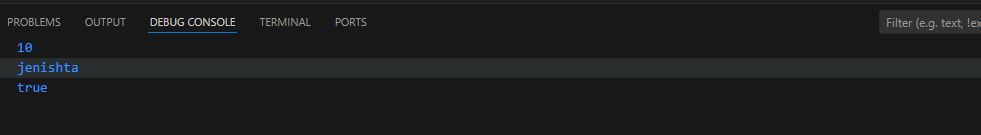 PROBLEMS OUTPUT DEBUG CONSOLE TERMINAL PORTS Filter (e.g. text, !ex
10
jenishta
true